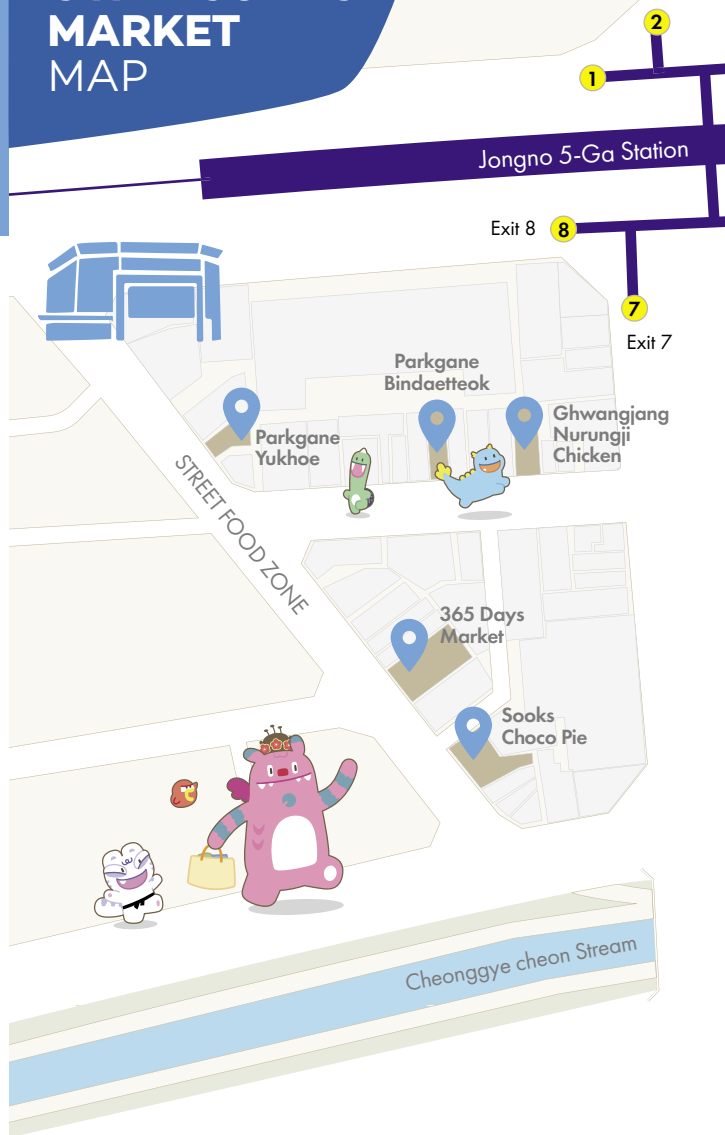 MARKET
MAP
2
1
Jongno 5-Ga Station
Exit 8
8
7
Exit 7
Parkgane
Bindaetteok
Ghwangjang
Nurungji
Chicken
Parkgane
Yukhoe
STREET FOOD ZONE
365 Days
Market
Sooks
Choco Pie
Cheonggye cheon Stream